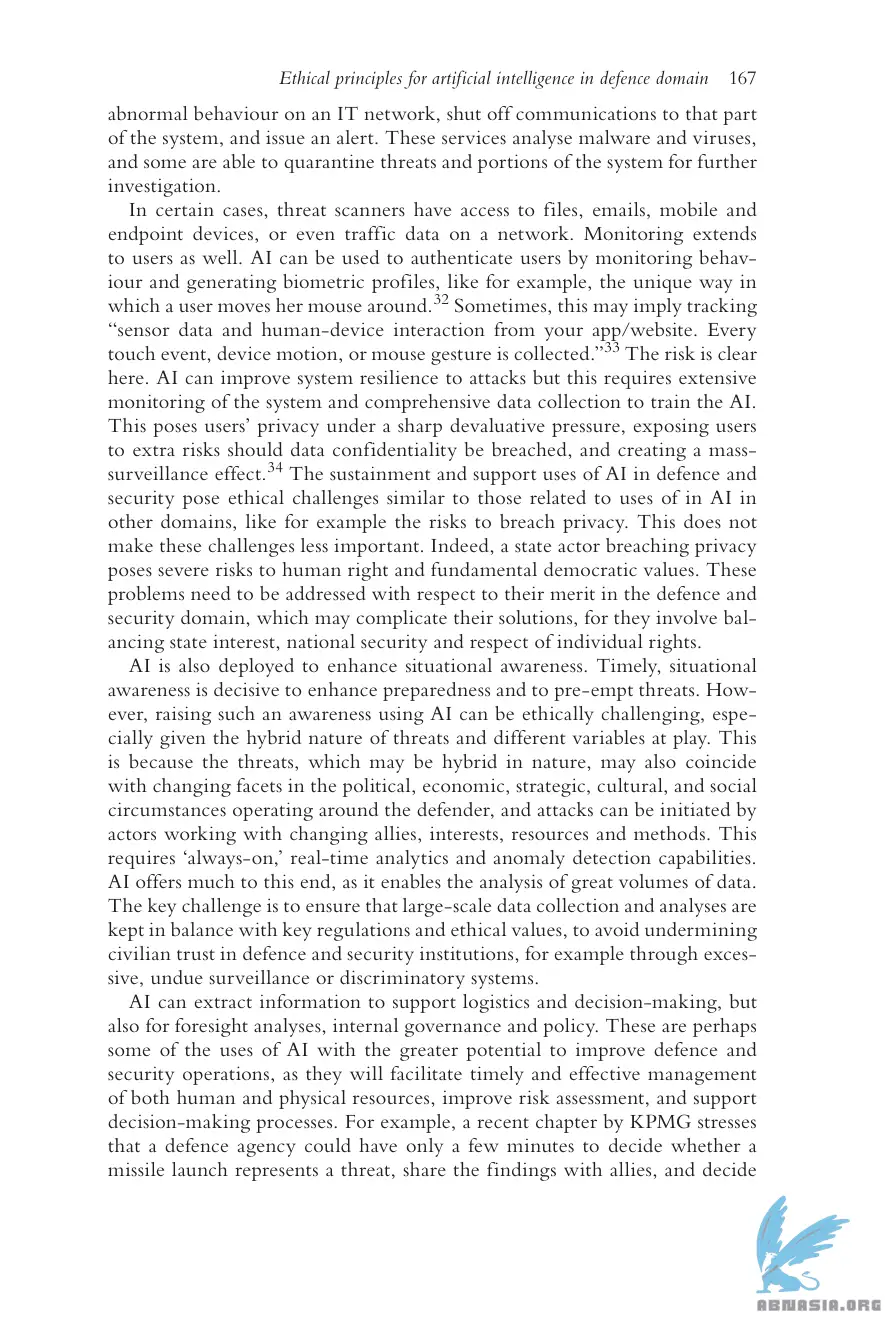 Ethical principles for artificial intelligence in defence domain 167
abnormal behaviour on an IT network, shut off communications to that part
of the system, and issue an alert. These services analyse malware and viruses,
and some are able to quarantine threats and portions of the system for further
investigation.
In certain cases, threat scanners have access to files, emails, mobile and
endpoint devices, or even traffic data on a network. Monitoring extends
to users as well. AI can be used to authenticate users by monitoring behav-
iour and generating biometric profiles, like for example, the unique way in
which a user moves her mouse around.32 Sometimes, this may imply tracking
“sensor data and human-device interaction from your app/website. Every
touch event, device motion, or mouse gesture is collected.”33 The risk is clear
here. AI can improve system resilience to attacks but this requires extensive
monitoring of the system and comprehensive data collection to train the AI.
This poses users’ privacy under a sharp devaluative pressure, exposing users
to extra risks should data confidentiality be breached, and creating a mass-
surveillance effect.34 The sustainment and support uses of AI in defence and
security pose ethical challenges similar to those related to uses of in AI in
other domains, like for example the risks to breach privacy. This does not
make these challenges less important. Indeed, a state actor breaching privacy
poses severe risks to human right and fundamental democratic values. These
problems need to be addressed with respect to their merit in the defence and
security domain, which may complicate their solutions, for they involve bal-
ancing state interest, national security and respect of individual rights.
AI is also deployed to enhance situational awareness. Timely, situational
awareness is decisive to enhance preparedness and to pre-empt threats. How-
ever, raising such an awareness using AI can be ethically challenging, espe-
cially given the hybrid nature of threats and different variables at play. This
is because the threats, which may be hybrid in nature, may also coincide
with changing facets in the political, economic, strategic, cultural, and social
circumstances operating around the defender, and attacks can be initiated by
actors working with changing allies, interests, resources and methods. This
requires ‘always-on,’ real-time analytics and anomaly detection capabilities.
AI offers much to this end, as it enables the analysis of great volumes of data.
The key challenge is to ensure that large-scale data collection and analyses are
kept in balance with key regulations and ethical values, to avoid undermining
civilian trust in defence and security institutions, for example through exces-
sive, undue surveillance or discriminatory systems.
AI can extract information to support logistics and decision-making, but
also for foresight analyses, internal governance and policy. These are perhaps
some of the uses of AI with the greater potential to improve defence and
security operations, as they will facilitate timely and effective management
of both human and physical resources, improve risk assessment, and support
decision-making processes. For example, a recent chapter by KPMG stresses
that a defence agency could have only a few minutes to decide whether a
missile launch represents a threat, share the findings with allies, and decide
ABNASIA.ORG